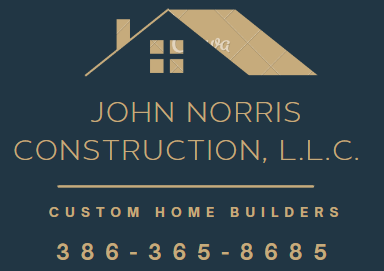 JOHN NORRIS
CONSTRUCTION, L.L.C.
CUSTOM HOME BUILDERS
386-365-8685